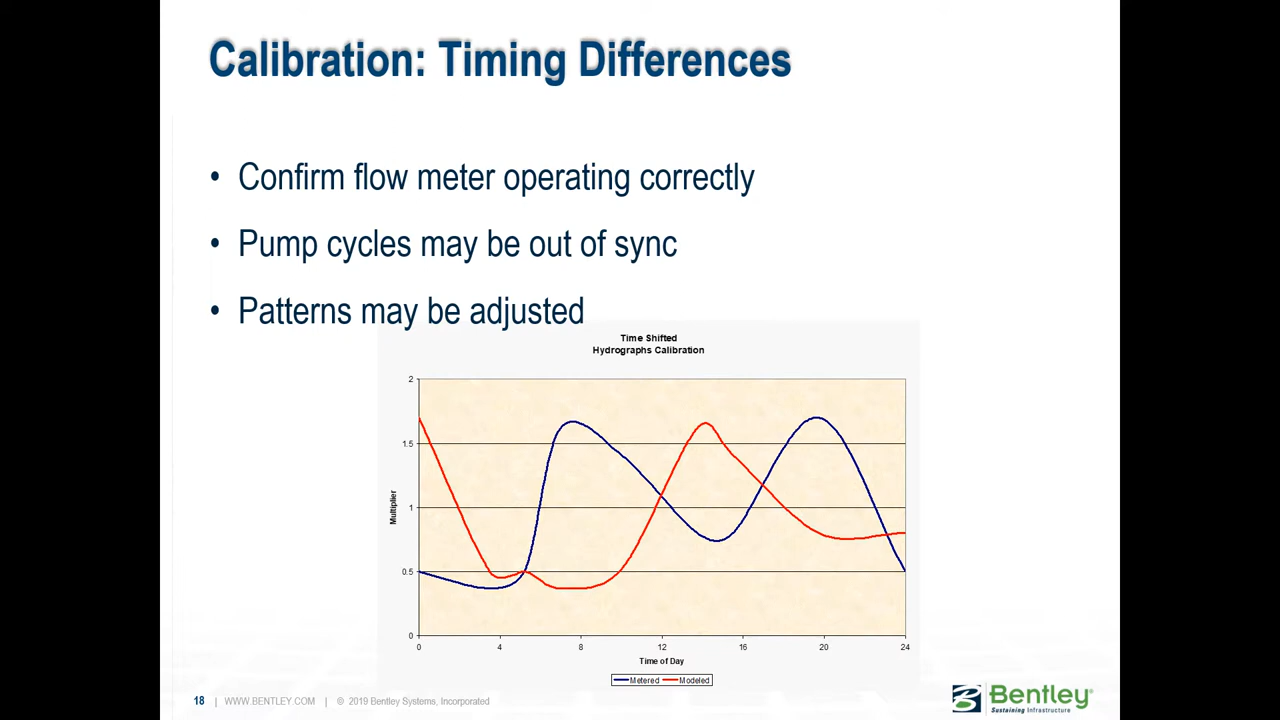 Calibration: Timing Differences
• Confirm flow meter operating correctly
• Pump cycles may be out of sync
• Patterns may be adjusted
Time Shifted
Hydrographs Calibration
2
1.5
1
0.5
0
Multiplier
0 4 8 12 16 20 24
Time of Day
Metered Modeled
18 | WWW.BENTLEY.COM | © 2019 Bentley Systems, Incorporated
Bentley®
Sustaining Infrastructure